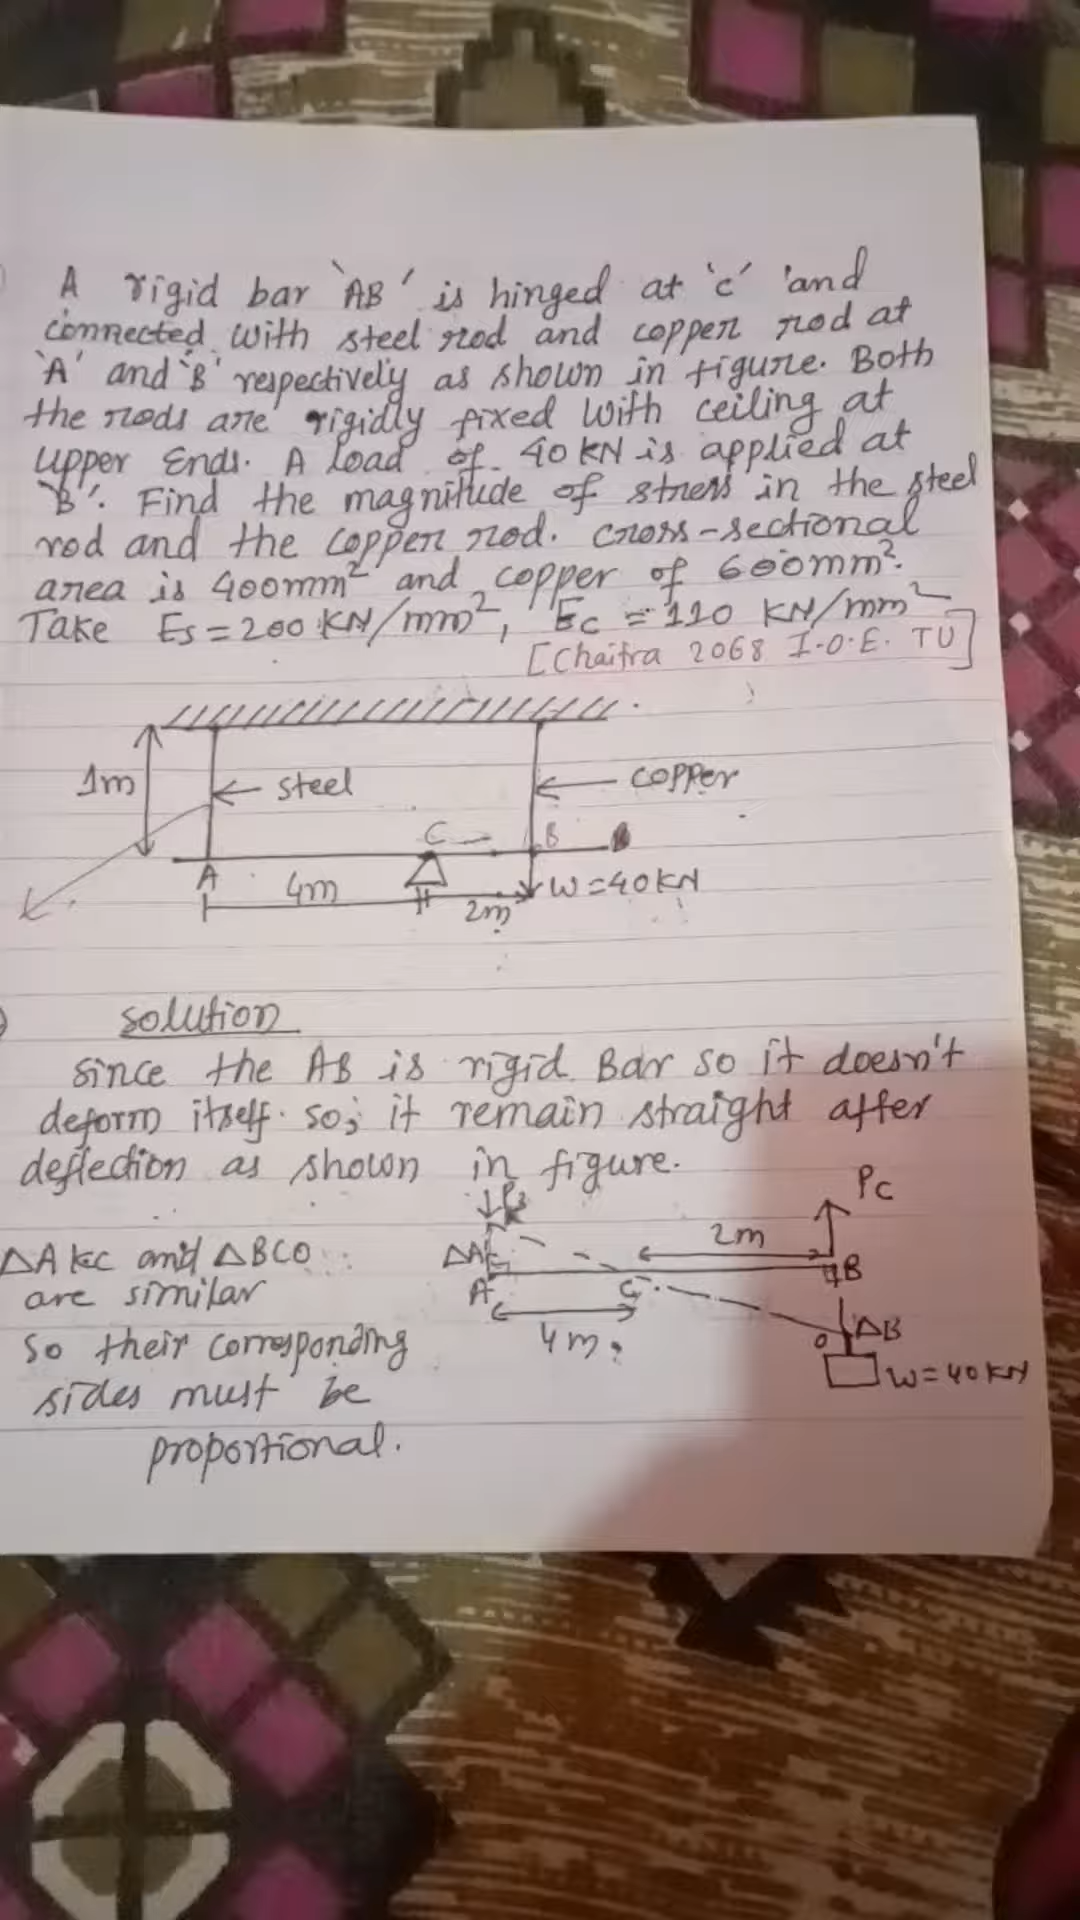 A rigid bar `AB' is hinged at 'c' 'and
connected with steel rod and copper rod at
`A' and `B' respectively as shown in figure. Both
the rods are rigidly fixed with ceiling at
upper Ends. A load of 40 KN is applied at
`B'. Find the magnitude of stress in the steel
rod and the copper rod. cross-sectional
area is 400mm² and copper of 600mm².
Take Es = 200 KN/mm², Ec = 110 KN/mm²
[Chaitra 2068 I.O.E. TU]
1m
steel
copper
C
B
A
4m
2m
W=40KN
solution
since the AB is rigid Bar so it doesn't
deform itself. so; it remain straight after
deflection as shown in figure.
Pc
2m
ΔA
B
A
C
4m
O
ΔB
W=40KN
ΔAKC and ΔBCO
are similar
so their corresponding
sides must be
proportional.